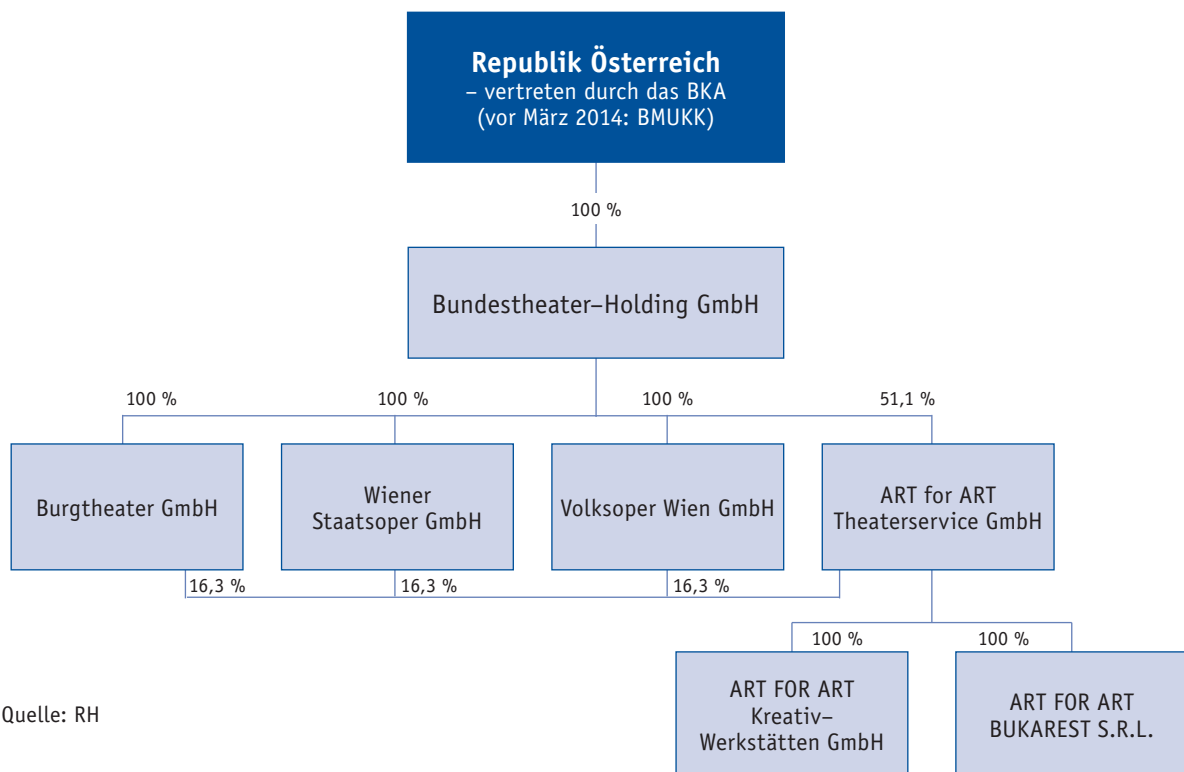 Republik Österreich
– vertreten durch das BKA
(vor März 2014: BMUKK)
100 %
Bundestheater–Holding GmbH
100 %
100 %
100 %
51,1 %
Burgtheater GmbH
Wiener
Staatsoper GmbH
Volksoper Wien GmbH
ART for ART
Theaterservice GmbH
16,3 %
16,3 %
16,3 %
100 %
100 %
ART FOR ART
Kreativ–
Werkstätten GmbH
ART FOR ART
BUKAREST S.R.L.
Quelle: RH